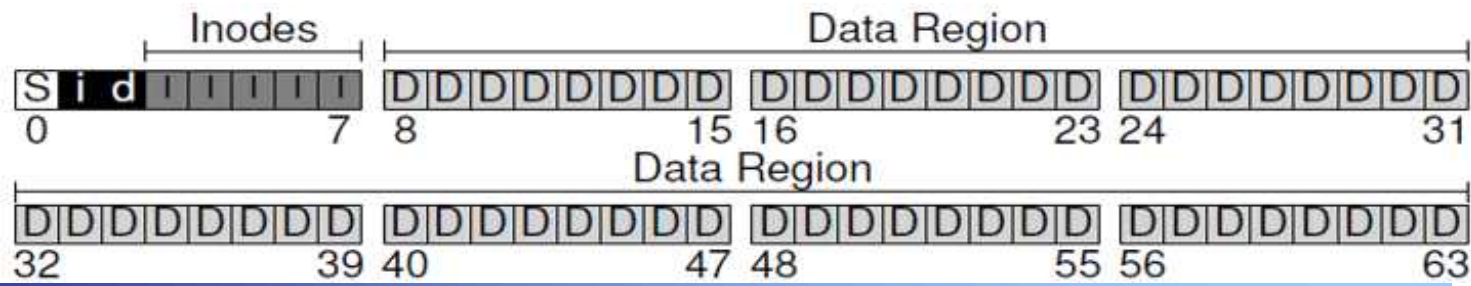 Inodes Data Region
S i d I I I I I D D D D D D D D D D D D D D D D D D D D D D D D
0 7 8 15 16 23 24 31
Data Region
D D D D D D D D D D D D D D D D D D D D D D D D D D D D D D D D
32 39 40 47 48 55 56 63